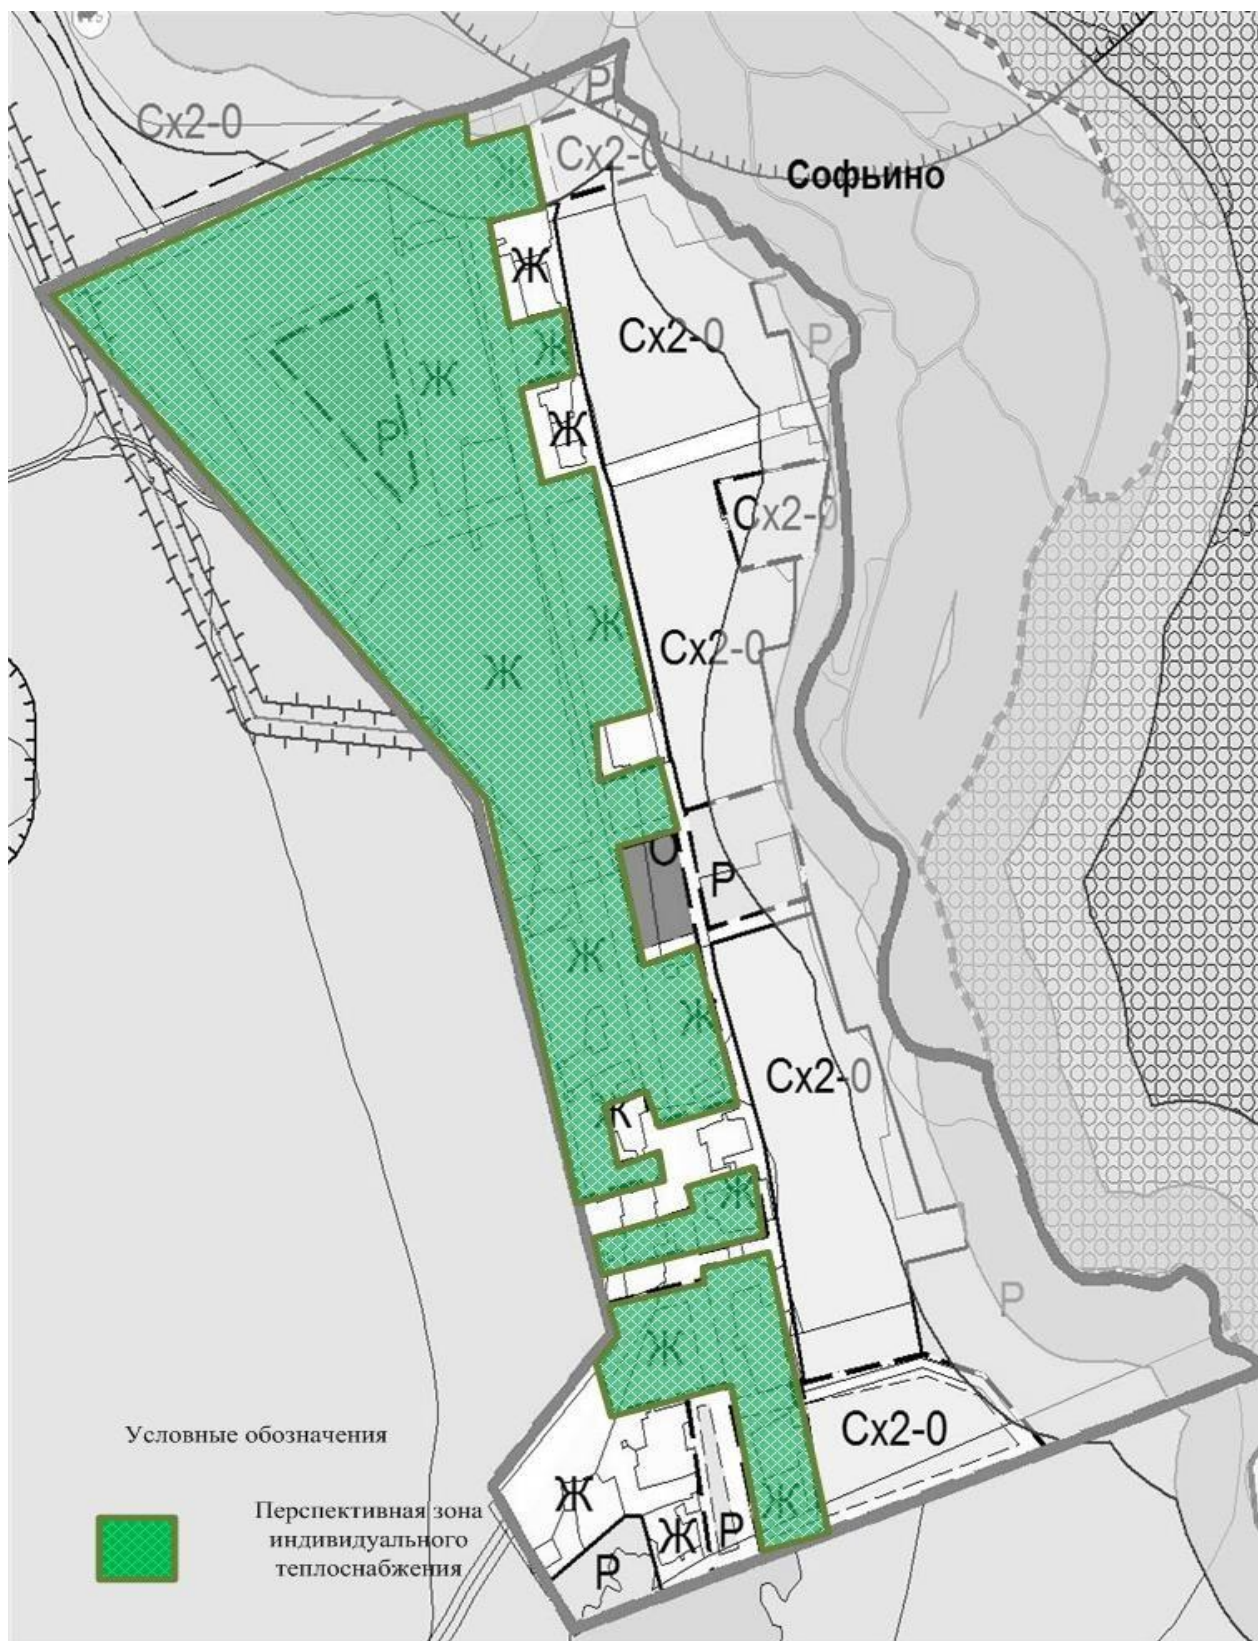 Р
Сх2-0
Сх2-0
Ж
Софьино
Ж
Сх2-0
Р
Ж
Ж
Р
Ж
Сх2-0
Ж
Сх2-0
Ж
О
Р
Ж
Ж
Сх2-0
Ж
Ж
Р
Ж
Сх2-0
Условные обозначения
Ж
Ж
Перспективная зона
индивидуального
теплоснабжения
Ж
Р
Р